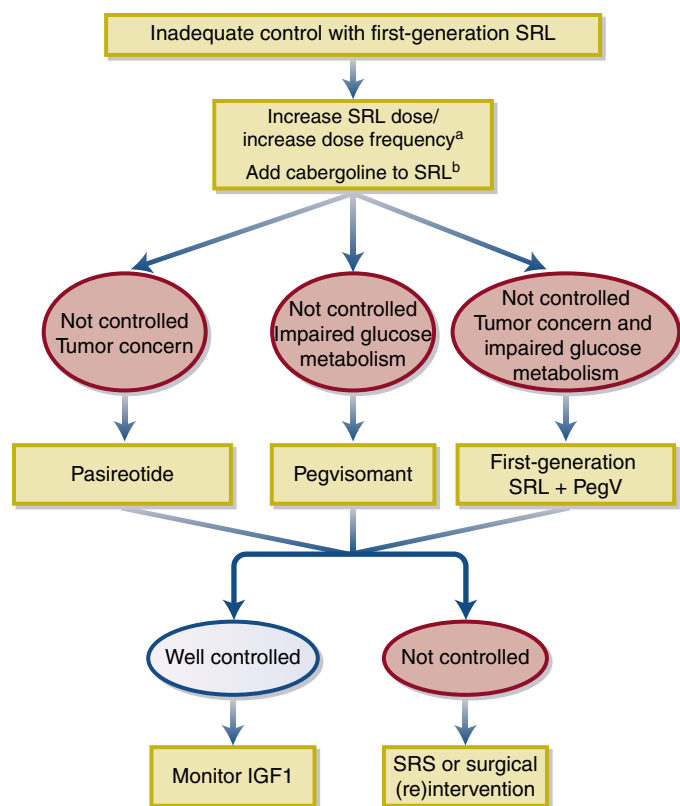 Inadequate control with first-generation SRL
Increase SRL dose/
increase dose frequencyᵃ
Add cabergoline to SRLᵇ
Not controlled
Tumor concern
Not controlled
Impaired glucose
metabolism
Not controlled
Tumor concern and
impaired glucose
metabolism
Pasireotide
Pegvisomant
First-generation
SRL + PegV
Well controlled
Not controlled
Monitor IGF1
SRS or surgical
(re)intervention